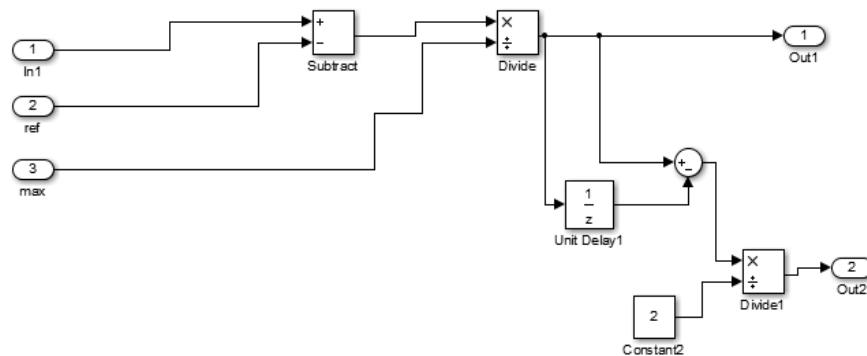 1
In1
2
ref
3
max
+
−
Subtract
×
÷
Divide
1
Out1
+
−
1
z
Unit Delay1
×
÷
Divide1
2
Constant2
2
Out2